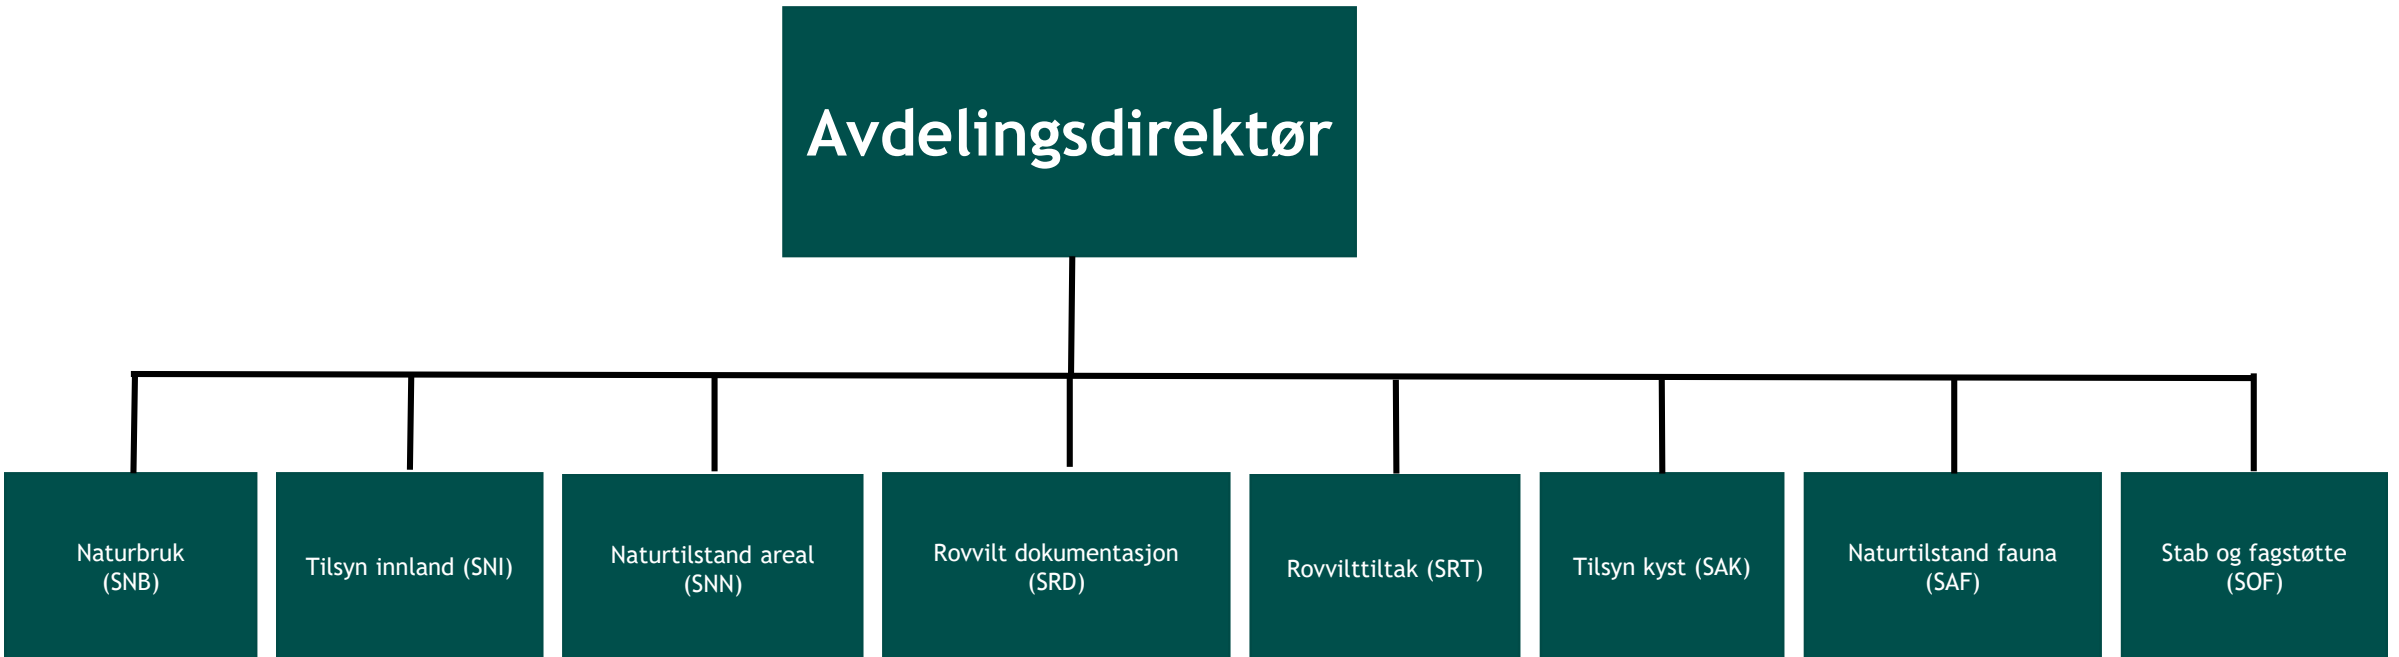 Avdelingsdirektør
Naturbruk
(SNB)
Tilsyn innland (SNI)
Naturtilstand areal
(SNN)
Rovvilt dokumentasjon
(SRD)
Rovvilttiltak (SRT)
Tilsyn kyst (SAK)
Naturtilstand fauna
(SAF)
Stab og fagstøtte
(SOF)